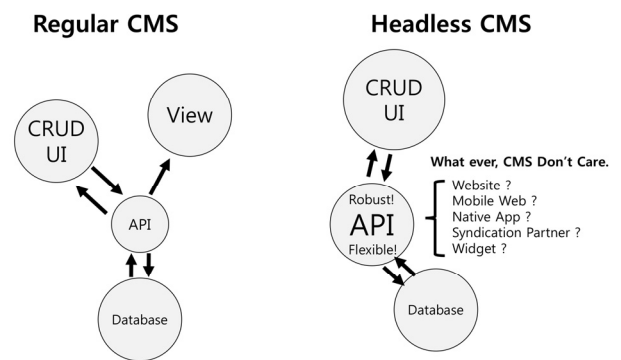 Regular CMS
CRUD
UI
View
API
Database
Headless CMS
CRUD
UI
What ever, CMS Don't Care.
Robust!
API
Flexible!
Website ?
Mobile Web ?
Native App ?
Syndication Partner ?
Widget ?
Database